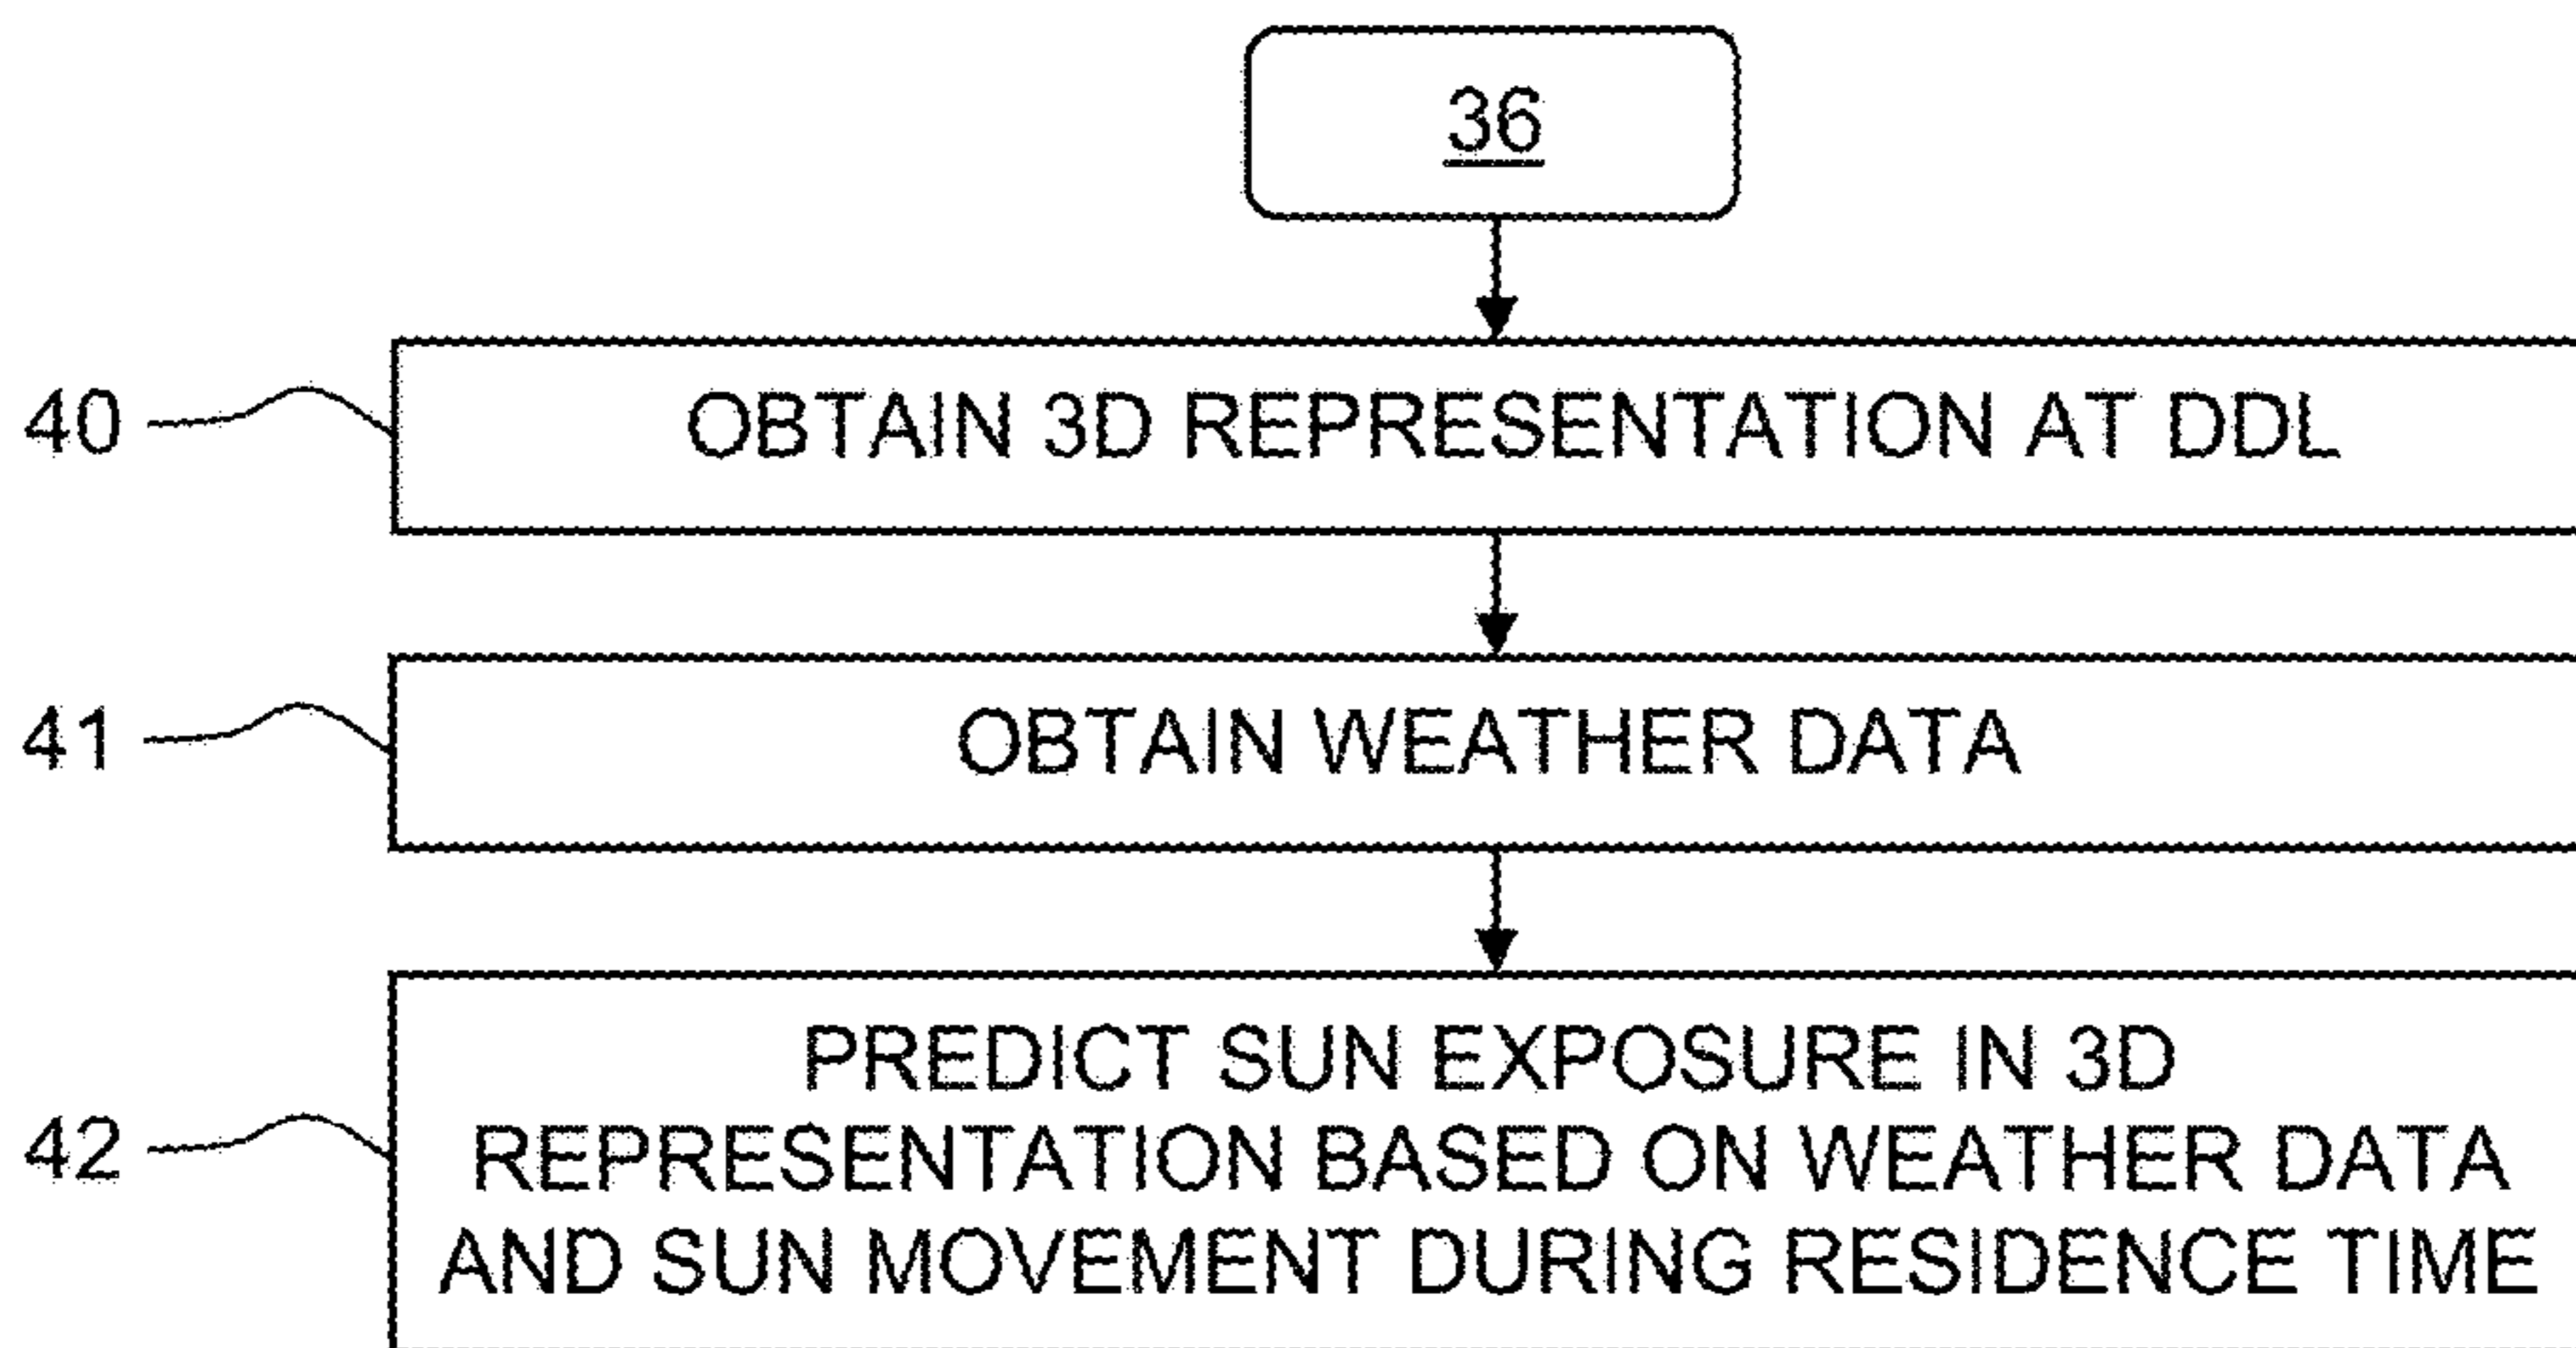 36
40
OBTAIN 3D REPRESENTATION AT DDL
41
OBTAIN WEATHER DATA
42
PREDICT SUN EXPOSURE IN 3D
REPRESENTATION BASED ON WEATHER DATA
AND SUN MOVEMENT DURING RESIDENCE TIME